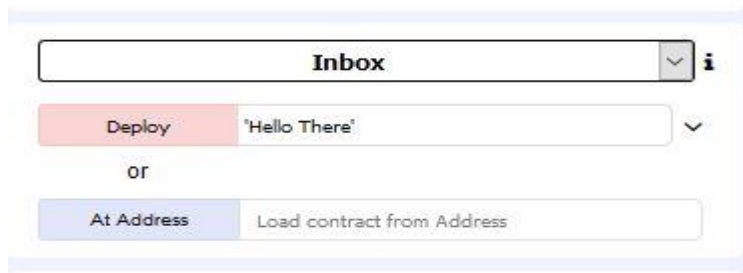 Inbox i
Deploy 'Hello There'
or
At Address Load contract from Address